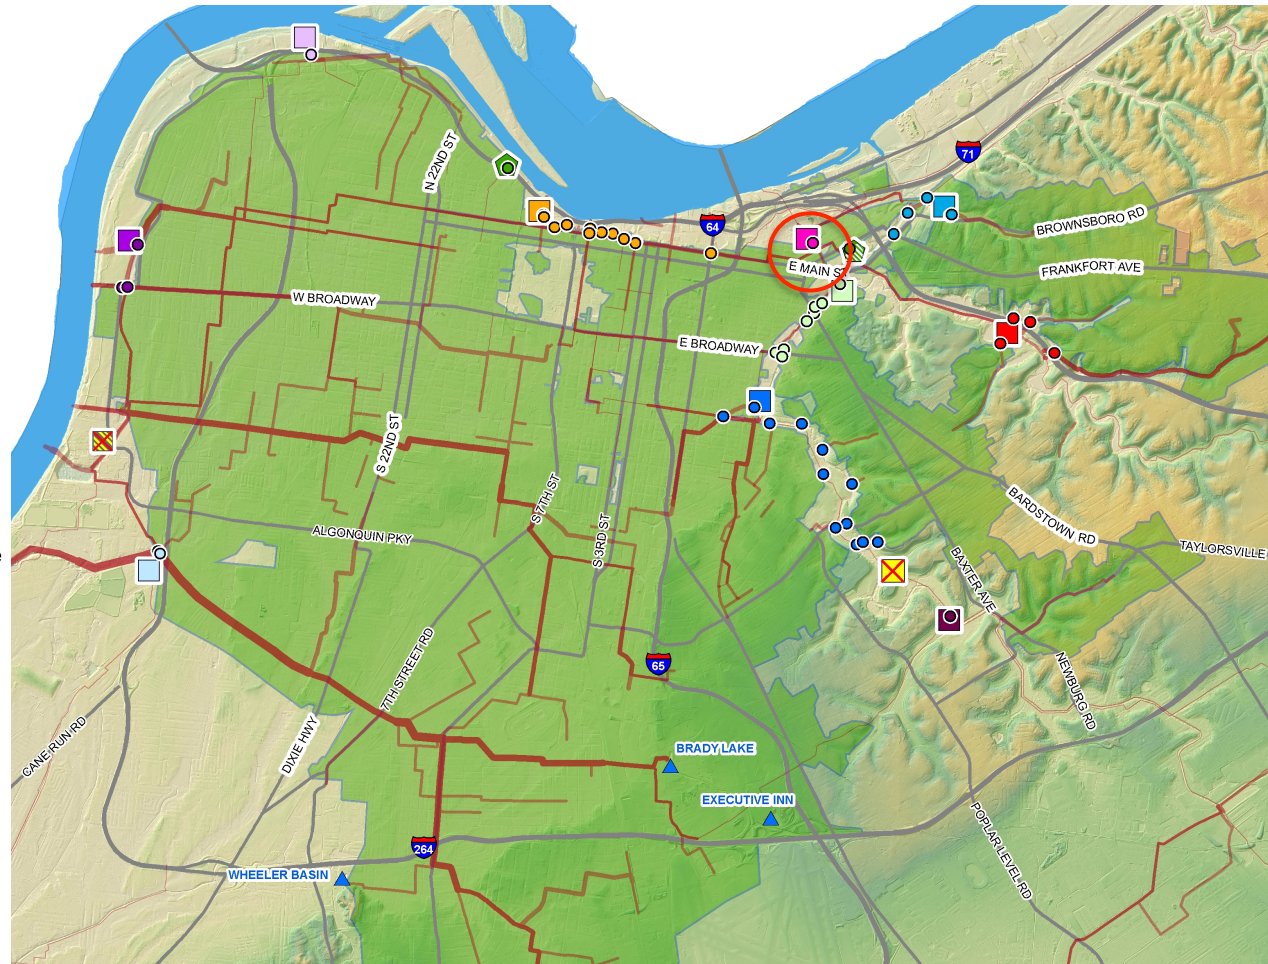 71
N 22ND ST
BROWNSBORO RD
64
E MAIN S
FRANKFORT AVE
W BROADWAY
E BROADWAY
S 22ND ST
S 7TH ST
BARDSTOWN RD
ALGONQUIN PKY
S 3RD ST
TAYLORSVILLE
BAXTER AVE
65
7TH STREET RD
NEWBURG RD
DIXIE HWY
CANE RUN RD
BRADY LAKE
EXECUTIVE INN
POPLAR LEVEL RD
264
WHEELER BASIN